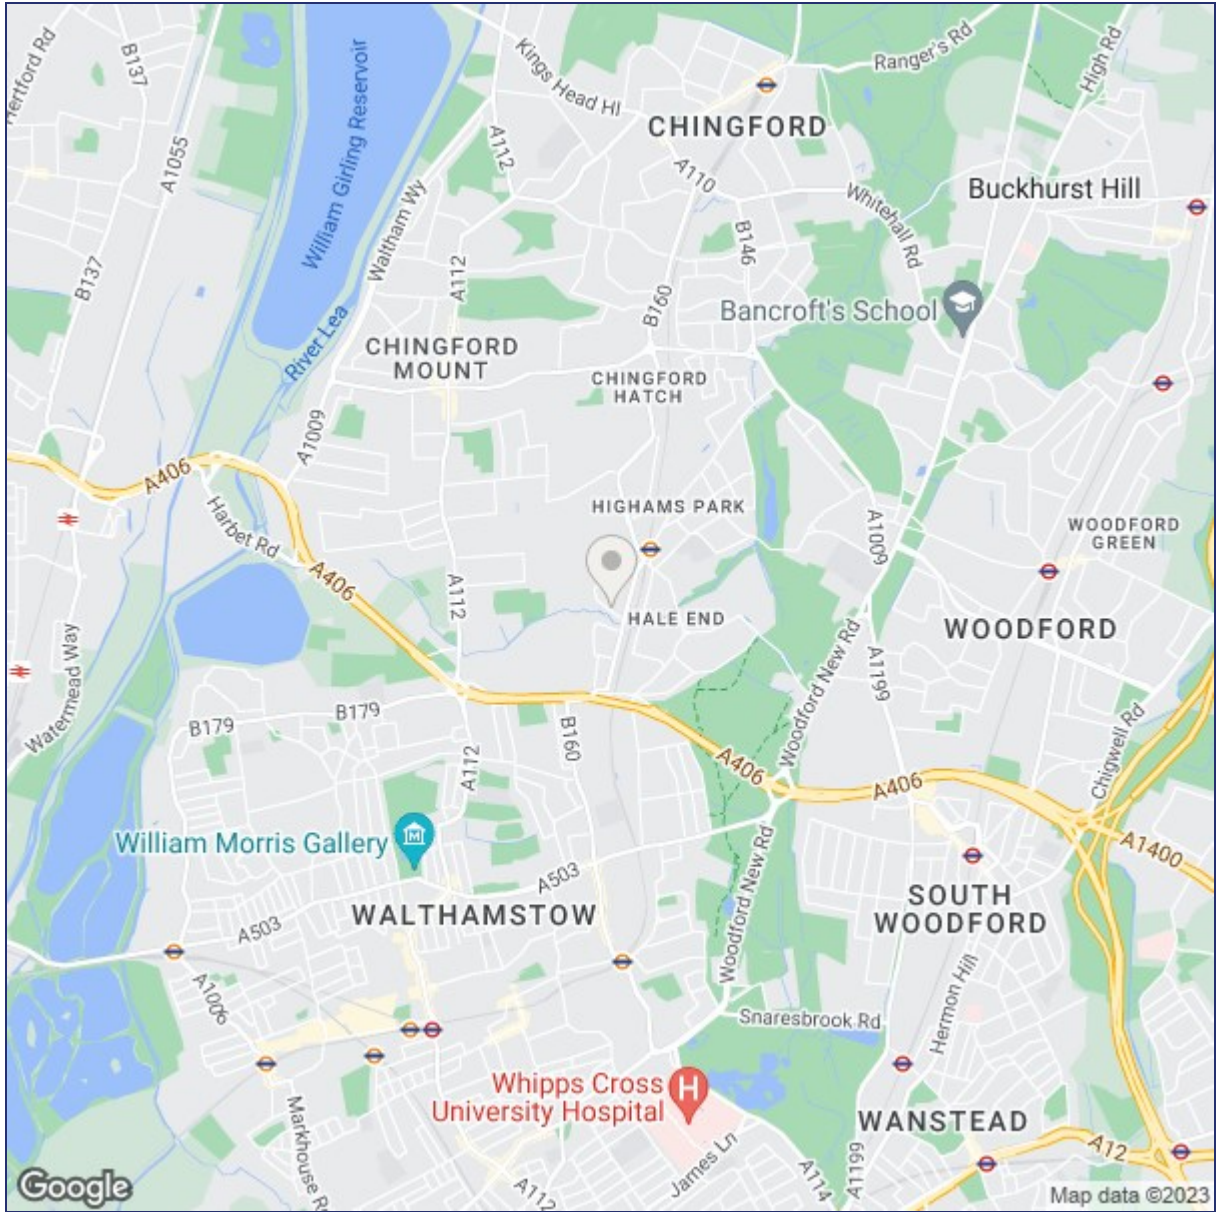 Hertford Rd
B137
A1055
William Girling Reservoir
Kings Head Hl
Ranger's Rd
High Rd
CHINGFORD
A112
A110
Buckhurst Hill
Whitehall Rd
Waltham Wy
B146
B137
A112
B160
Bancroft's School
River Lea
CHINGFORD
MOUNT
CHINGFORD
HATCH
A1009
A406
Harbet Rd
HIGHAMS PARK
A1009
WOODFORD
GREEN
A406
A112
HALE END
WOODFORD
Woodford New Rd
A1199
Watermead Way
B179
B179
B160
A112
A406
A406
Chigwell Rd
A1400
William Morris Gallery
A503
Woodford New Rd
SOUTH
WOODFORD
WALTHAMSTOW
A503
A1006
Snaresbrook Rd
Hermon Hill
Whipps Cross
University Hospital
H
WANSTEAD
Markhouse Rd
James Ln
A12
A1199
A114
A112
Google
Map data ©2023